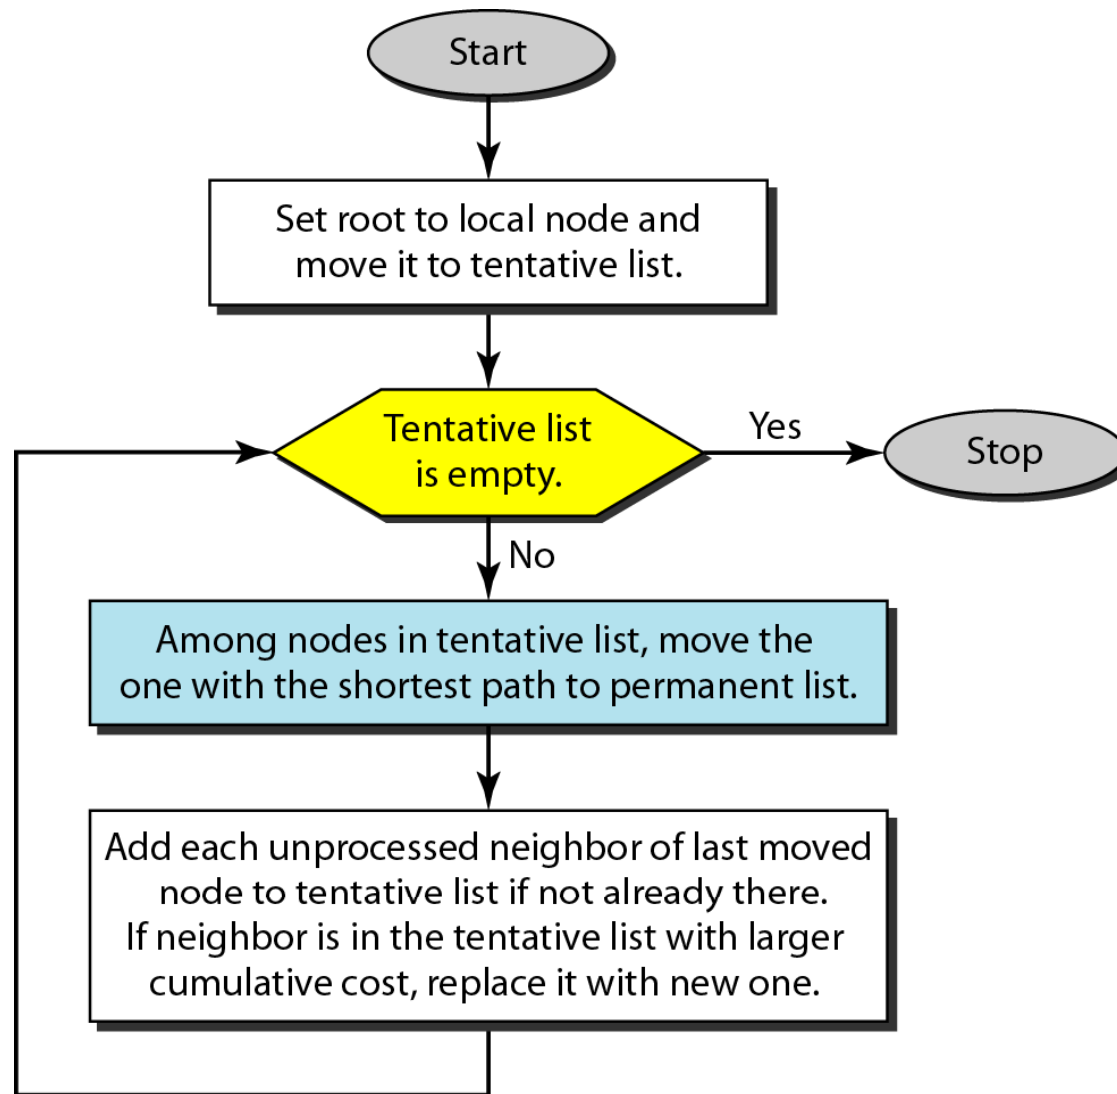 Start
Set root to local node and
move it to tentative list.
Tentative list
is empty.
Yes
Stop
No
Among nodes in tentative list, move the
one with the shortest path to permanent list.
Add each unprocessed neighbor of last moved
node to tentative list if not already there.
If neighbor is in the tentative list with larger
cumulative cost, replace it with new one.